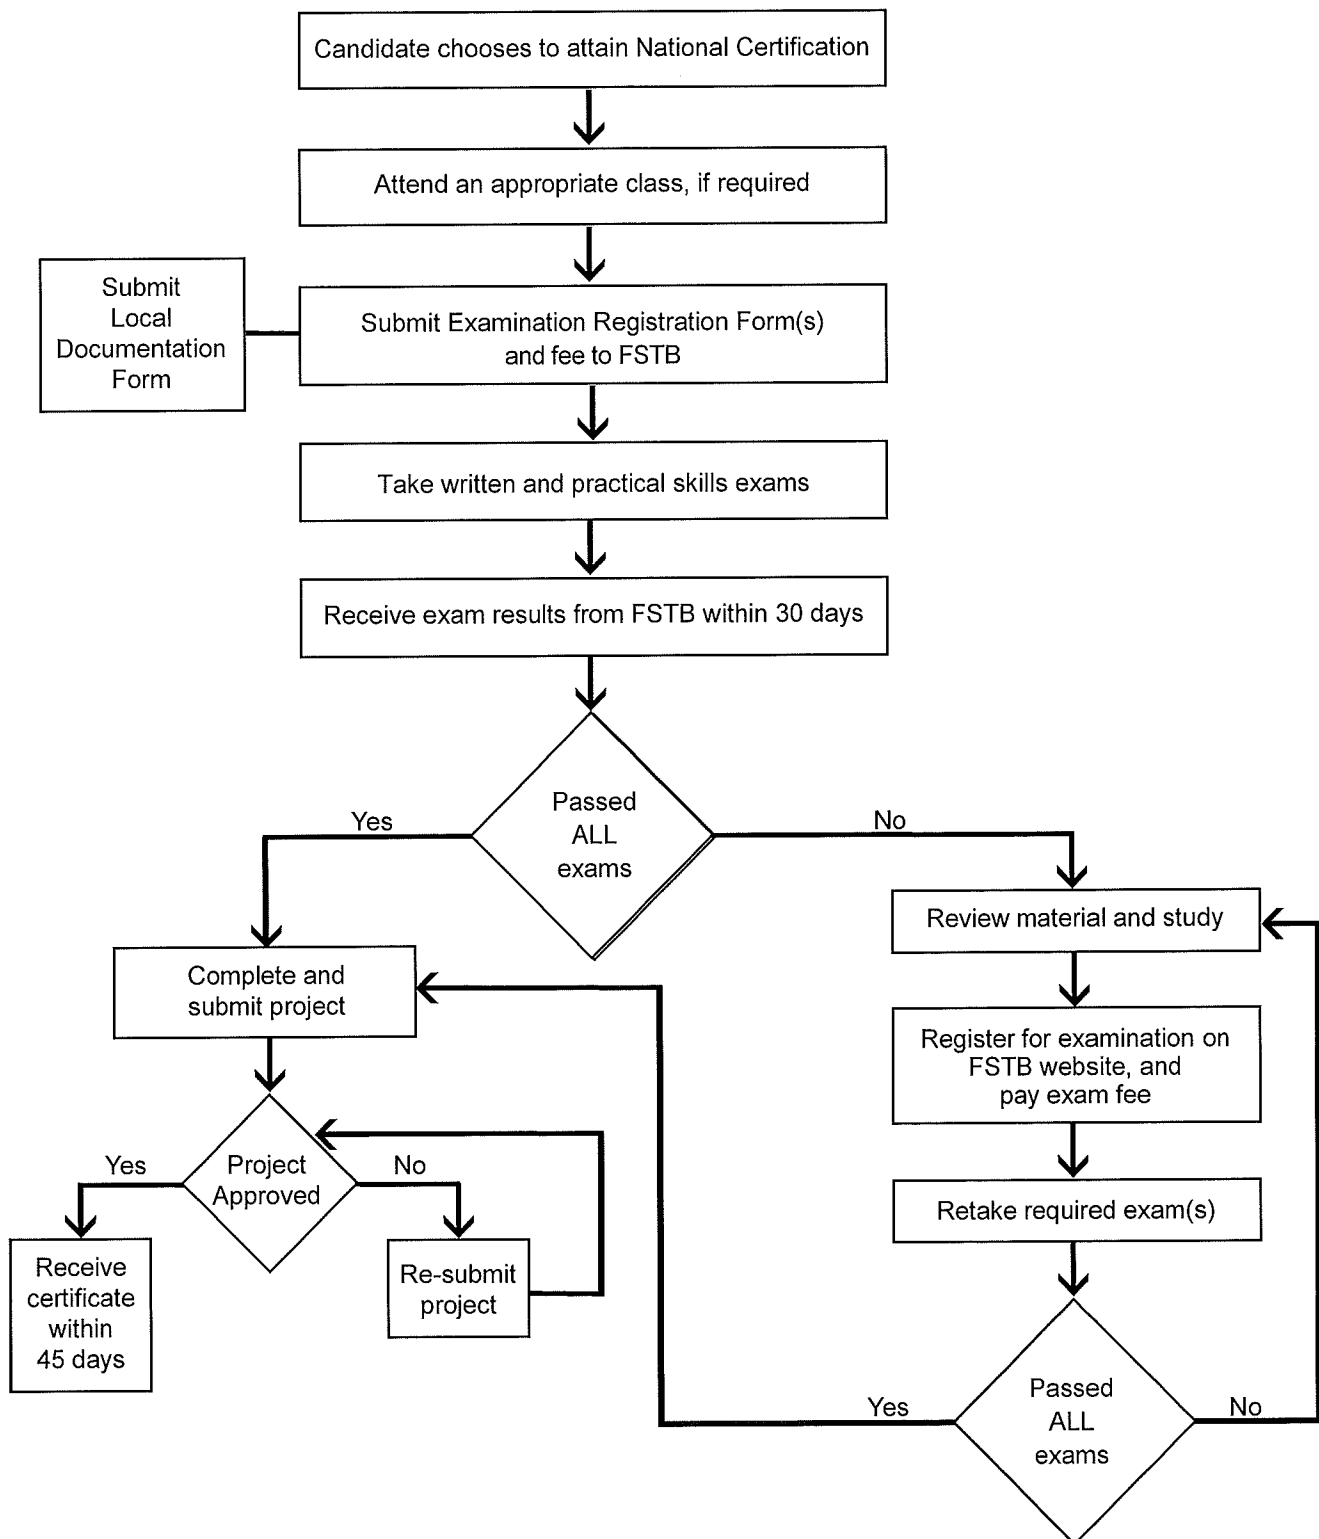 Candidate chooses to attain National Certification
Attend an appropriate class, if required
Submit
Local
Documentation
Form
Submit Examination Registration Form(s)
and fee to FSTB
Take written and practical skills exams
Receive exam results from FSTB within 30 days
Passed
ALL
exams
Yes
No
Complete and
submit project
Review material and study
Register for examination on
FSTB website, and
pay exam fee
Project
Approved
Yes
No
Retake required exam(s)
Receive
certificate
within
45 days
Re-submit
project
Passed
ALL
exams
Yes
No